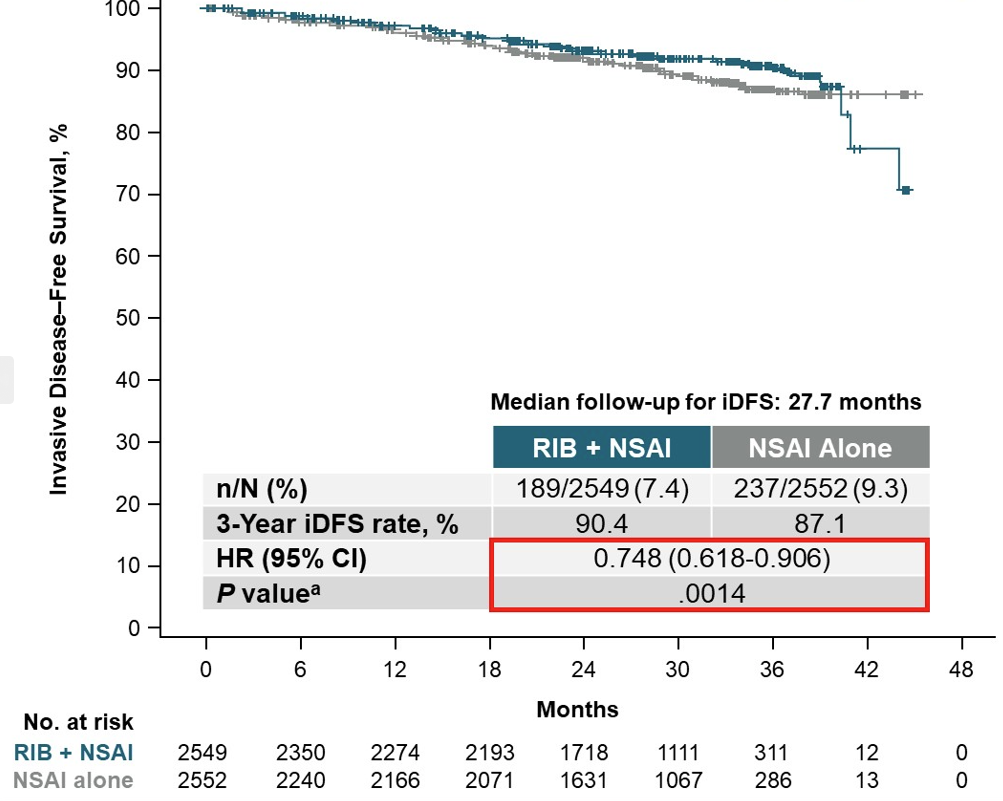 100
90
80
70
60
50
40
30
20
10
0
Invasive Disease–Free Survival, %
Median follow-up for iDFS: 27.7 months
RIB + NSAI NSAI Alone
n/N (%) 189/2549 (7.4) 237/2552 (9.3)
3-Year iDFS rate, % 90.4 87.1
HR (95% CI) 0.748 (0.618-0.906)
P valueᵃ .0014
0 6 12 18 24 30 36 42 48
Months
No. at risk
RIB + NSAI 2549 2350 2274 2193 1718 1111 311 12 0
NSAI alone 2552 2240 2166 2071 1631 1067 286 13 0